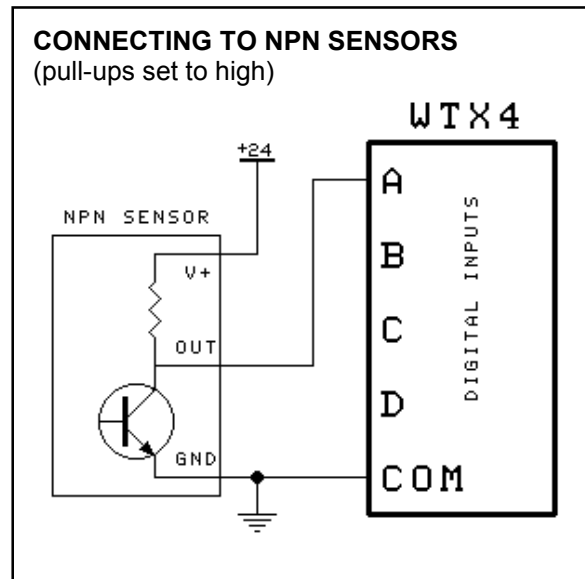 CONNECTING TO NPN SENSORS
(pull-ups set to high)
WTX4
+24
NPN SENSOR
V+
OUT
GND
A
B
C
D
COM
DIGITAL INPUTS